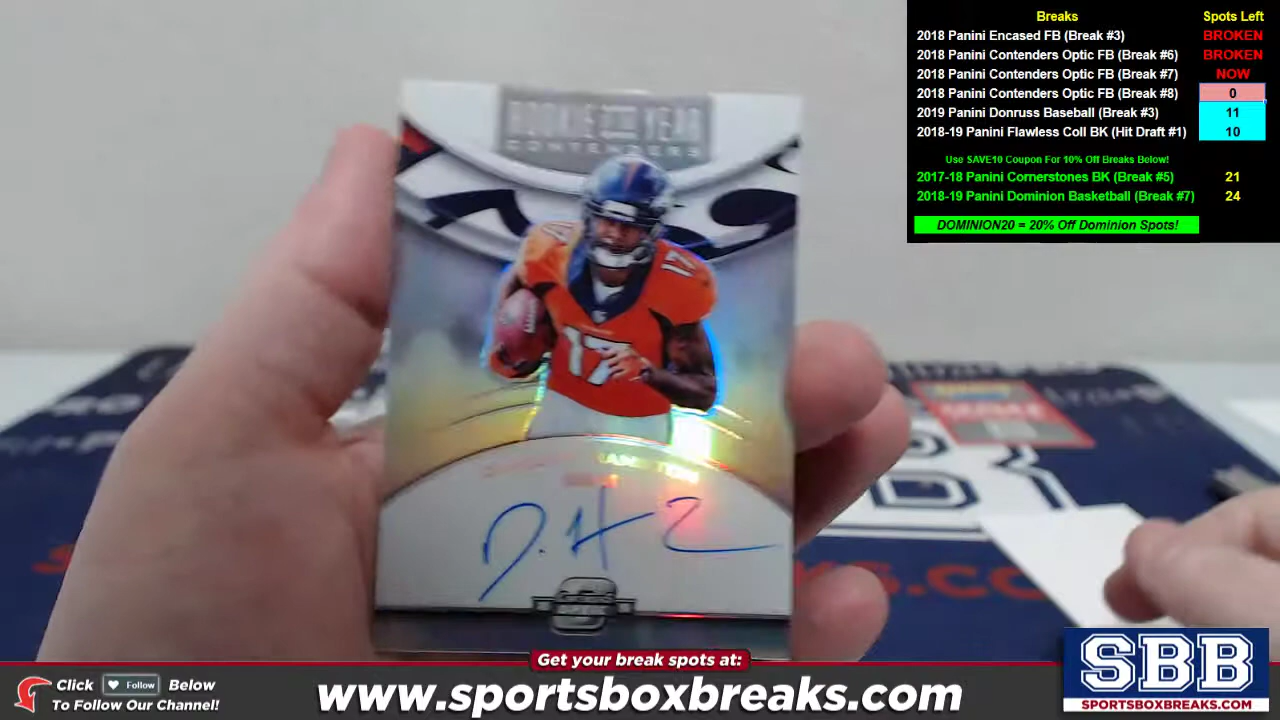 Breaks Spots Left
2018 Panini Encased FB (Break #3) BROKEN
2018 Panini Contenders Optic FB (Break #6) BROKEN
2018 Panini Contenders Optic FB (Break #7) NOW
2018 Panini Contenders Optic FB (Break #8) 0
2019 Panini Donruss Baseball (Break #3) 11
2018-19 Panini Flawless Coll BK (Hit Draft #1) 10
Use SAVE10 Coupon For 10% Off Breaks Below!
2017-18 Panini Cornerstones BK (Break #5) 21
2018-19 Panini Dominion Basketball (Break #7) 24
DOMINION20 = 20% Off Dominion Spots!
ROOKIE OF THE YEAR
CONTENDERS
17
17
D. H
Get your break spots at:
Click Follow Below
To Follow Our Channel!
www.sportsboxbreaks.com
SBB
SPORTSBOXBREAKS.COM